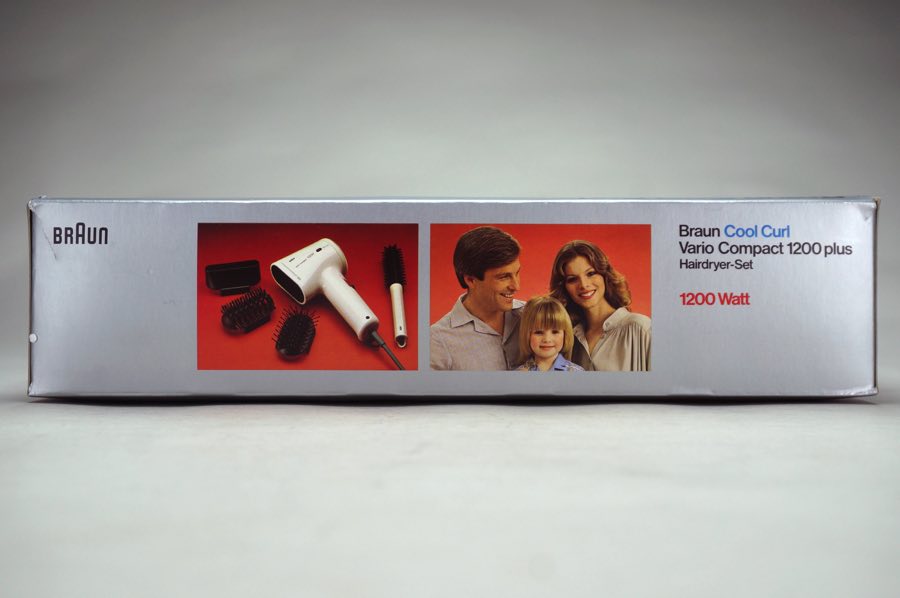 BRAUN
Braun Cool Curl
Vario Compact 1200 plus
Hairdryer-Set
1200 Watt